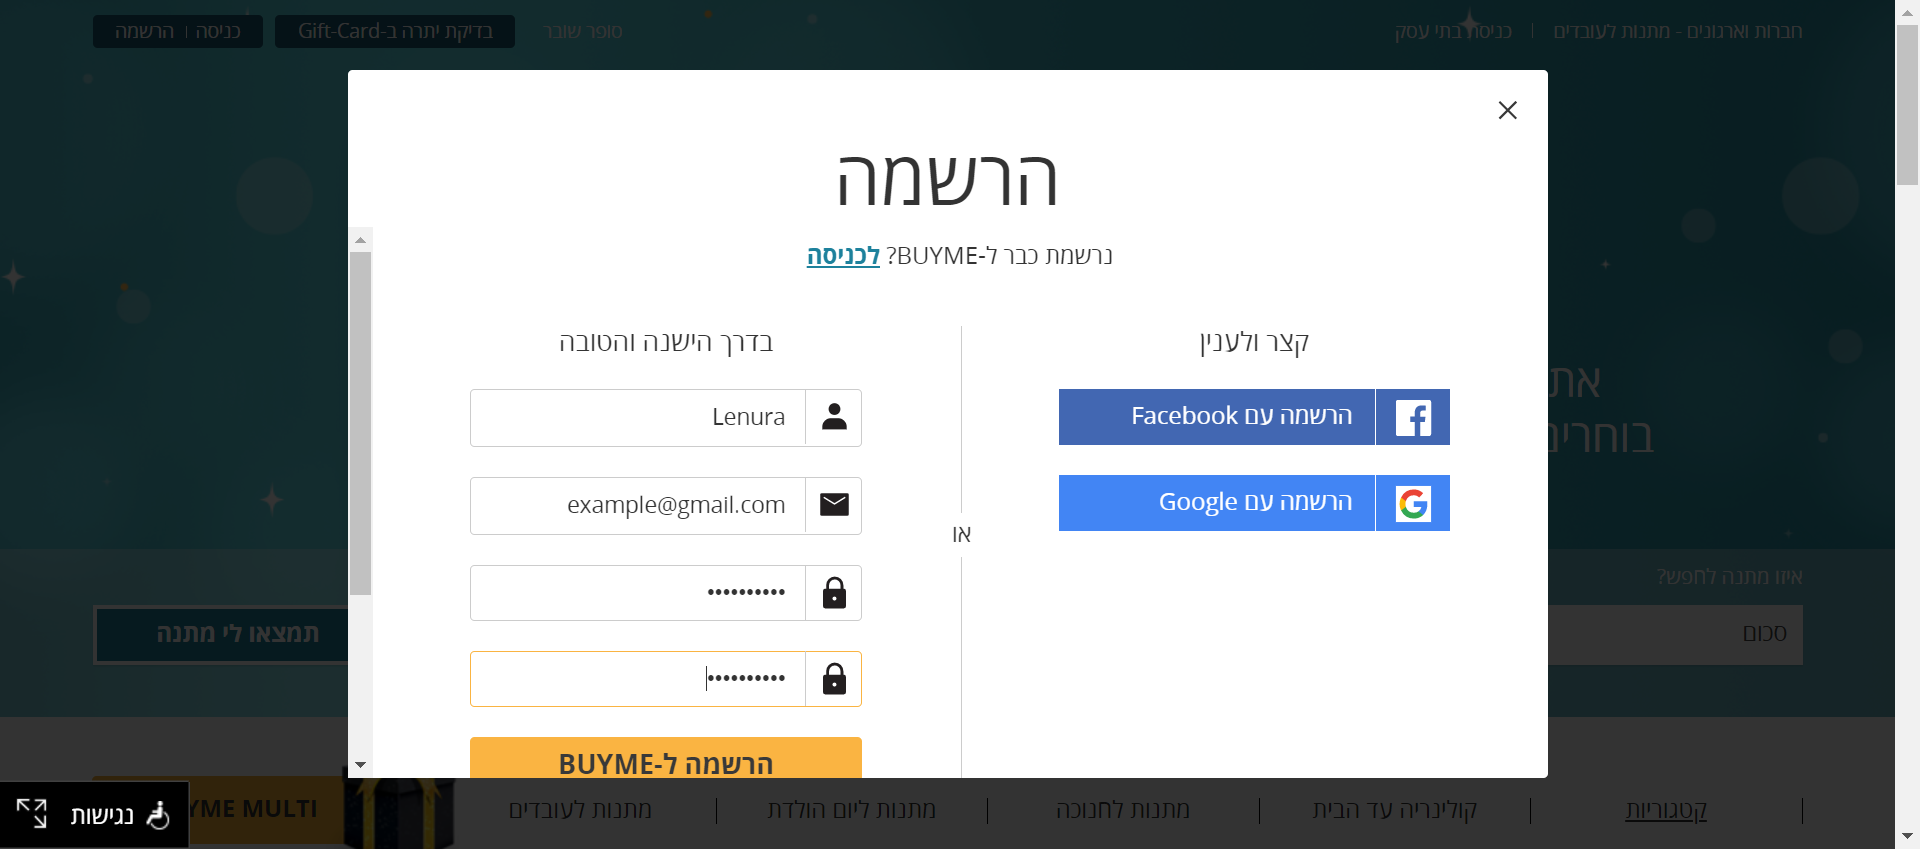 חברות וארגונים - מתנות לעובדים | כניסת בתי עסק
סופר שובר
בדיקת יתרה ב-Gift-Card
כניסה | הרשמה
הרשמה
נרשמת כבר ל-BUYME? לכניסה
קצר ולענין
הרשמה עם Facebook
הרשמה עם Google
או
בדרך הישנה והטובה
Lenura
example@gmail.com
••••••••••
••••••••••
הרשמה ל-BUYME
את
בוחרים
איזו מתנה לחפש?
סכום
תמצאו לי מתנה
קטגוריות
קולינריה עד הבית
מתנות לחנוכה
מתנות ליום הולדת
מתנות לעובדים
YME MULTI
נגישות